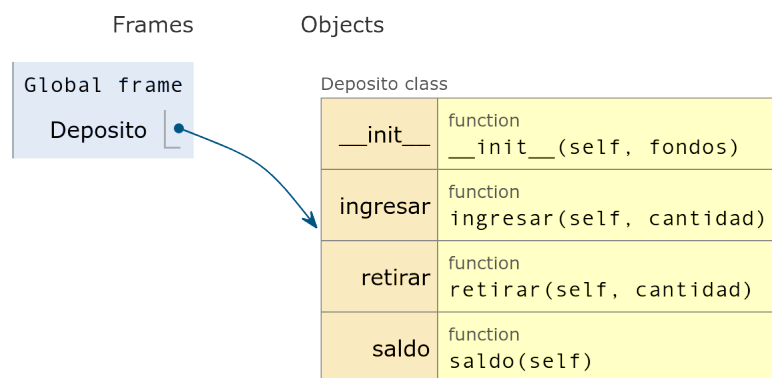 Frames
Objects
Global frame
Deposito
Deposito class
__init__
function
__init__(self, fondos)
ingresar
function
ingresar(self, cantidad)
retirar
function
retirar(self, cantidad)
saldo
function
saldo(self)